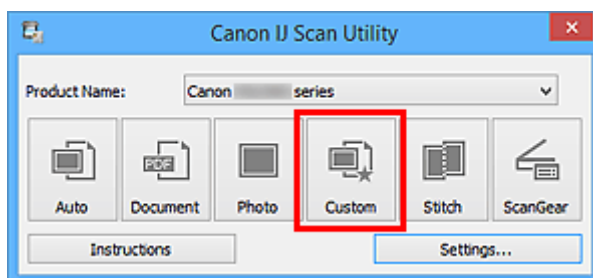 Canon IJ Scan Utility
Product Name: Canon series
Auto Document Photo Custom Stitch ScanGear
PDF
Instructions Settings...